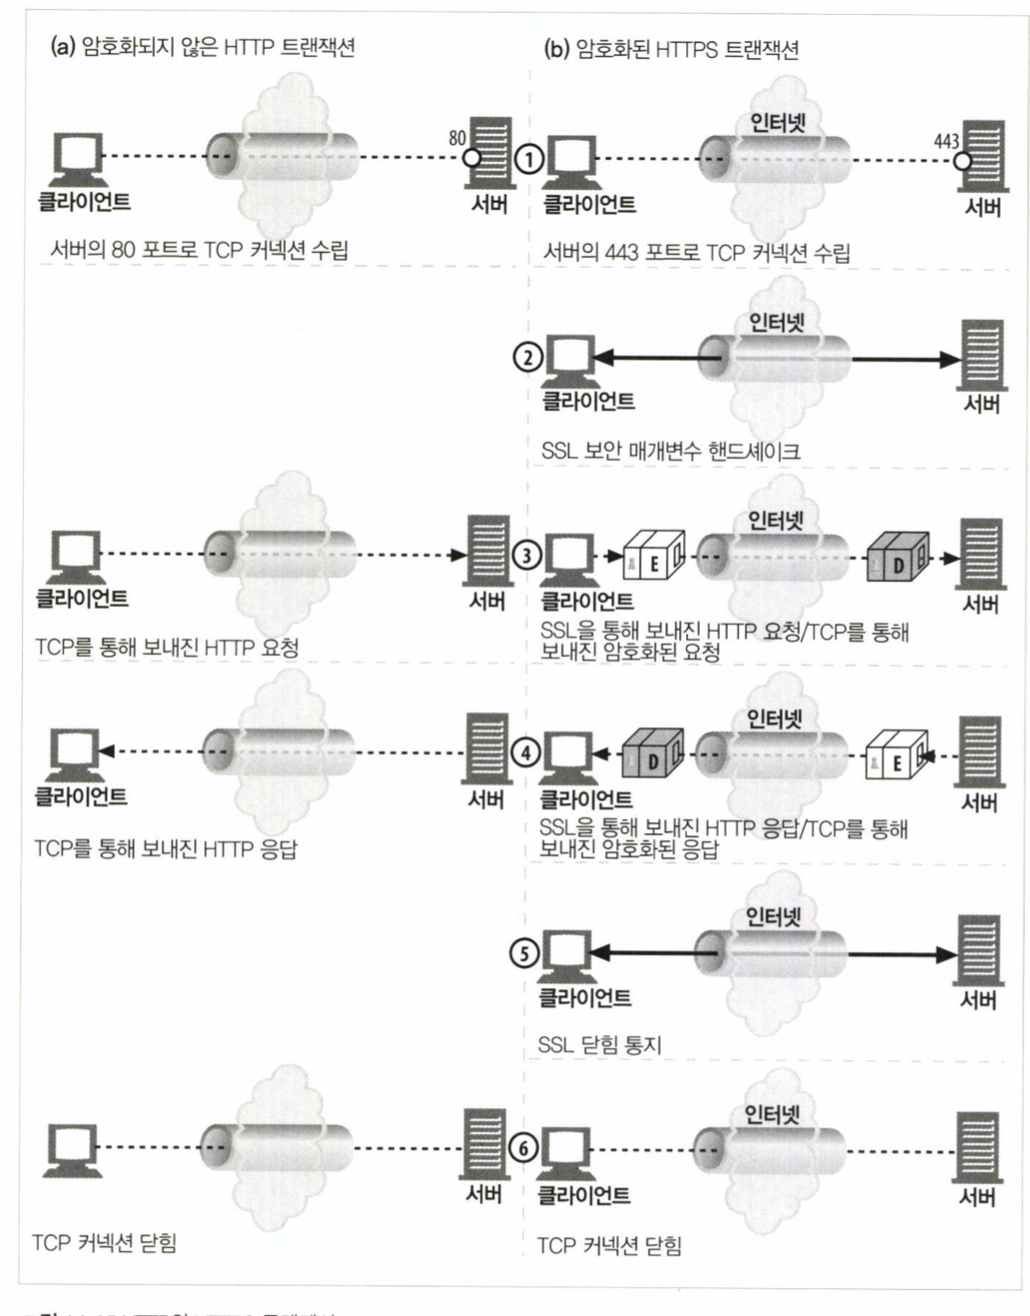 (a) 암호화되지 않은 HTTP 트랜잭션
(b) 암호화된 HTTPS 트랜잭션
80
클라이언트
서버
서버의 80 포트로 TCP 커넥션 수립
1
인터넷
443
클라이언트
서버
서버의 443 포트로 TCP 커넥션 수립
2
인터넷
클라이언트
서버
SSL 보안 매개변수 핸드셰이크
클라이언트
서버
TCP를 통해 보내진 HTTP 요청
3
인터넷
E
D
클라이언트
서버
SSL을 통해 보내진 HTTP 요청/TCP를 통해
보내진 암호화된 요청
클라이언트
서버
TCP를 통해 보내진 HTTP 응답
4
인터넷
D
E
클라이언트
서버
SSL을 통해 보내진 HTTP 응답/TCP를 통해
보내진 암호화된 응답
5
인터넷
클라이언트
서버
SSL 닫힘 통지
서버
TCP 커넥션 닫힘
6
인터넷
클라이언트
서버
TCP 커넥션 닫힘